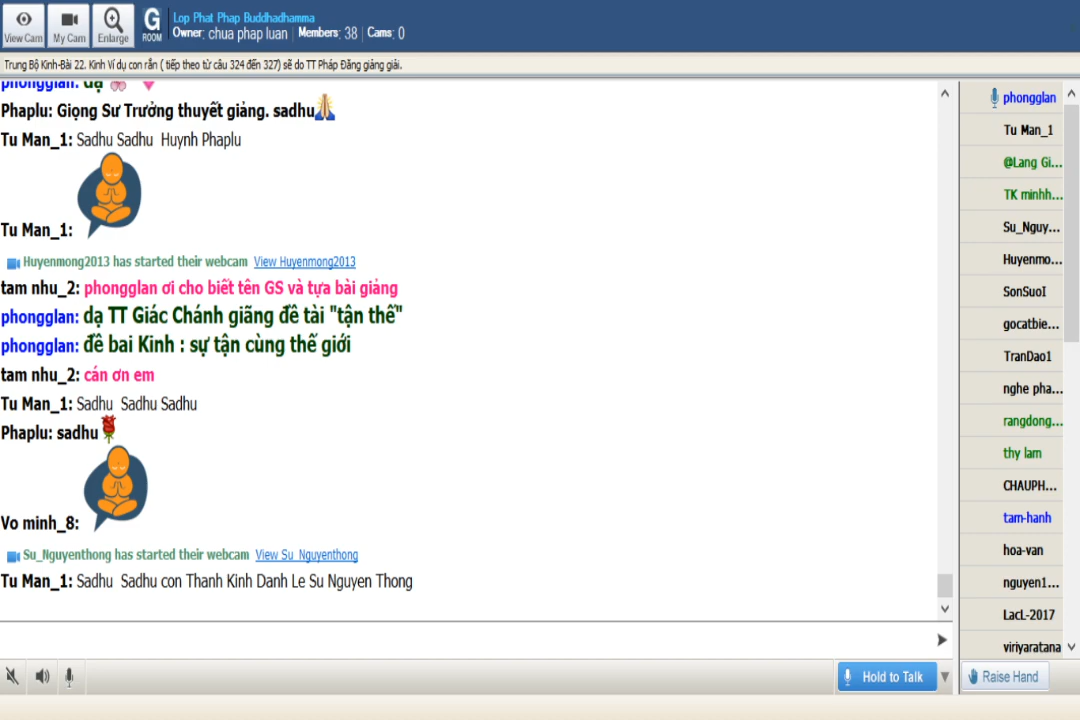 View Cam
My Cam
Enlarge
G
ROOM
Lop Phat Phap Buddhadhamma
Owner: chua phap luan | Members: 38 | Cams: 0
Trung Bộ Kinh-Bài 22. Kinh Ví dụ con rắn ( tiếp theo từ câu 324 đến 327) sẽ do TT Pháp Đăng giảng giải.
phongglan: dạ
Phaplu: Giọng Sư Trưởng thuyết giảng. sadhu
Tu Man_1: Sadhu Sadhu Huynh Phaplu
Tu Man_1:
Huyenmong2013 has started their webcam View Huyenmong2013
tam nhu_2: phongglan ơi cho biết tên GS và tựa bài giảng
phongglan: dạ TT Giác Chánh giãng đê tài "tận thế"
phongglan: đê bai Kinh : sự tận cùng thế giới
tam nhu_2: cán ơn em
Tu Man_1: Sadhu Sadhu Sadhu
Phaplu: sadhu
Vo minh_8:
Su_Nguyenthong has started their webcam View Su_Nguyenthong
Tu Man_1: Sadhu Sadhu con Thanh Kinh Danh Le Su Nguyen Thong
phongglan
Tu Man_1
@Lang Gi...
TK minhh...
Su_Nguy...
Huyenmo...
SonSuoI
gocatbie...
TranDao1
nghe pha...
rangdong...
thy lam
CHAUPH...
tam-hanh
hoa-van
nguyen1...
LacL-2017
viriyaratana
Hold to Talk
Raise Hand